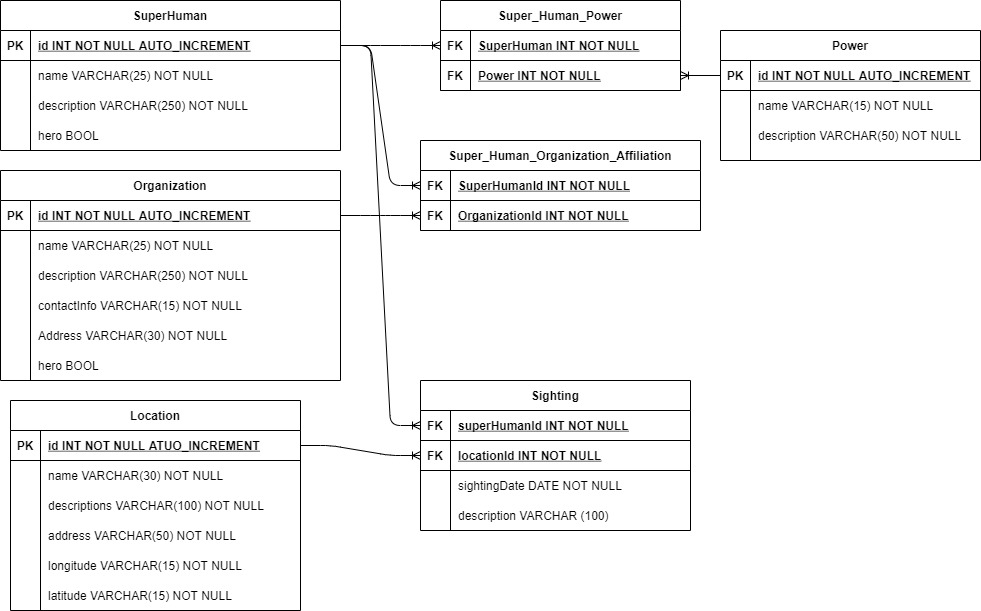 SuperHuman
PK id INT NOT NULL AUTO_INCREMENT
name VARCHAR(25) NOT NULL
description VARCHAR(250) NOT NULL
hero BOOL
Super_Human_Power
FK SuperHuman INT NOT NULL
FK Power INT NOT NULL
Power
PK id INT NOT NULL AUTO_INCREMENT
name VARCHAR(15) NOT NULL
description VARCHAR(50) NOT NULL
Super_Human_Organization_Affiliation
FK SuperHumanId INT NOT NULL
FK OrganizationId INT NOT NULL
Organization
PK id INT NOT NULL AUTO_INCREMENT
name VARCHAR(25) NOT NULL
description VARCHAR(250) NOT NULL
contactInfo VARCHAR(15) NOT NULL
Address VARCHAR(30) NOT NULL
hero BOOL
Sighting
FK superHumanId INT NOT NULL
FK locationId INT NOT NULL
sightingDate DATE NOT NULL
description VARCHAR (100)
Location
PK id INT NOT NULL ATUO_INCREMENT
name VARCHAR(30) NOT NULL
descriptions VARCHAR(100) NOT NULL
address VARCHAR(50) NOT NULL
longitude VARCHAR(15) NOT NULL
latitude VARCHAR(15) NOT NULL